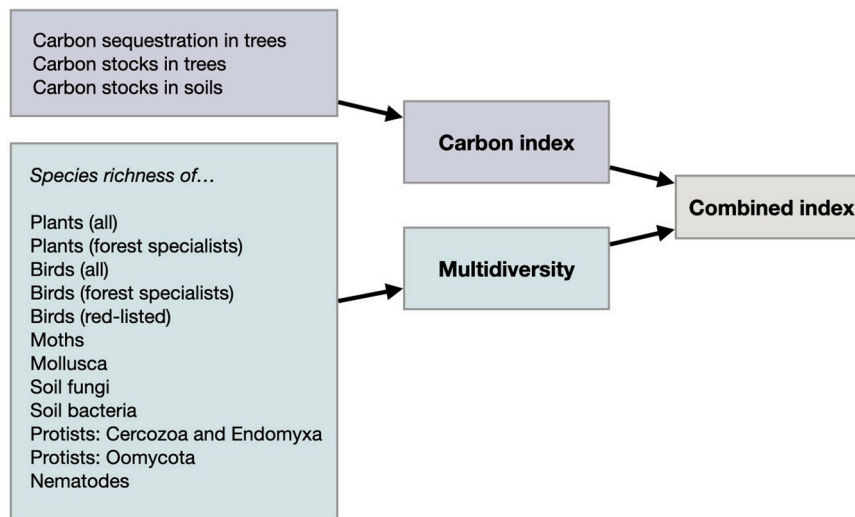 Carbon sequestration in trees
Carbon stocks in trees
Carbon stocks in soils
Carbon index
Combined index
Species richness of…
Plants (all)
Plants (forest specialists)
Birds (all)
Birds (forest specialists)
Birds (red-listed)
Moths
Mollusca
Soil fungi
Soil bacteria
Protists: Cercozoa and Endomyxa
Protists: Oomycota
Nematodes
Multidiversity